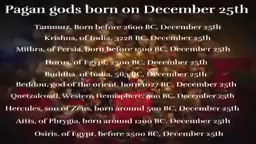 Pagan gods born on December 25th
Tammuz, Born before 2600 BC, December 25th
Krishna, of India, 3228 BC, December 25th
Mithra, of Persia, born before 1500 BC, December 25th
Horus, of Egypt, 2500 BC, December 25th
Buddha, of India, 563 BC, December 25th
Beddou, god of the orient, born 1027 BC, December 25th
Quetzalcoatl, Western Hemisphere, 900 BC, December 25th
Hercules, son of Zeus, born around 500 BC, December 25th
Attis, of Phrygia, born around 1200 BC, December 25th
Osiris, of Egypt, before 2500 BC, December 25th